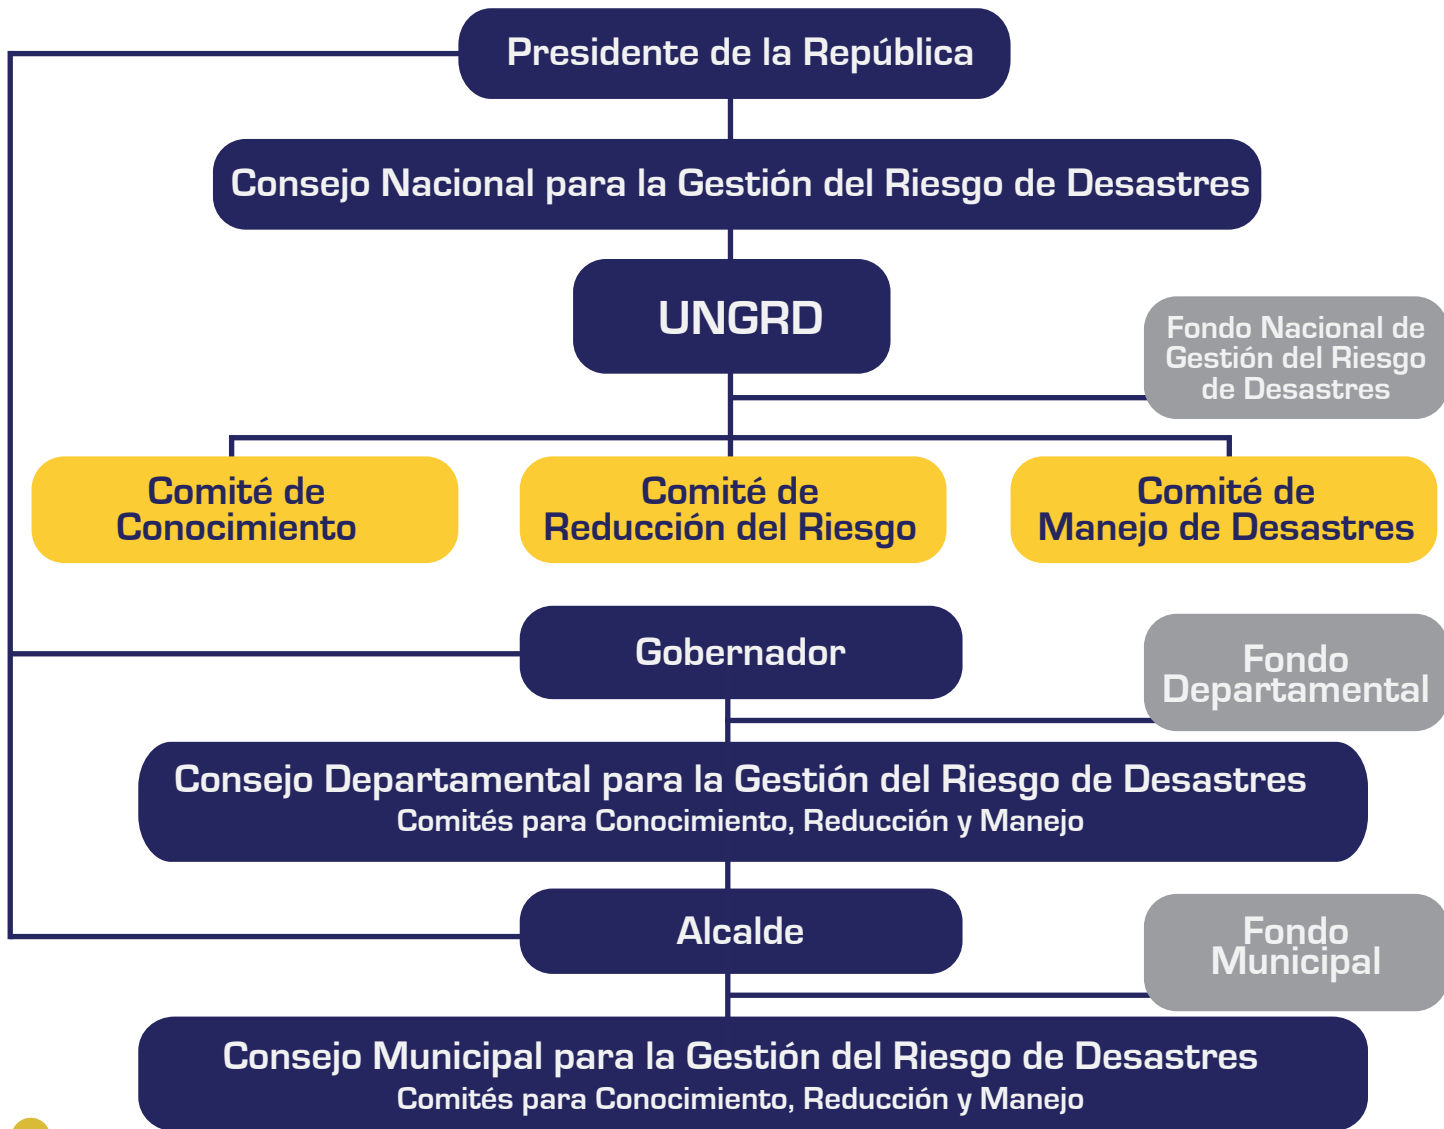 Presidente de la República
Consejo Nacional para la Gestión del Riesgo de Desastres
UNGRD
Fondo Nacional de
Gestión del Riesgo
de Desastres
Comité de
Conocimiento
Comité de
Reducción del Riesgo
Comité de
Manejo de Desastres
Gobernador
Fondo
Departamental
Consejo Departamental para la Gestión del Riesgo de Desastres
Comités para Conocimiento, Reducción y Manejo
Alcalde
Fondo
Municipal
Consejo Municipal para la Gestión del Riesgo de Desastres
Comités para Conocimiento, Reducción y Manejo